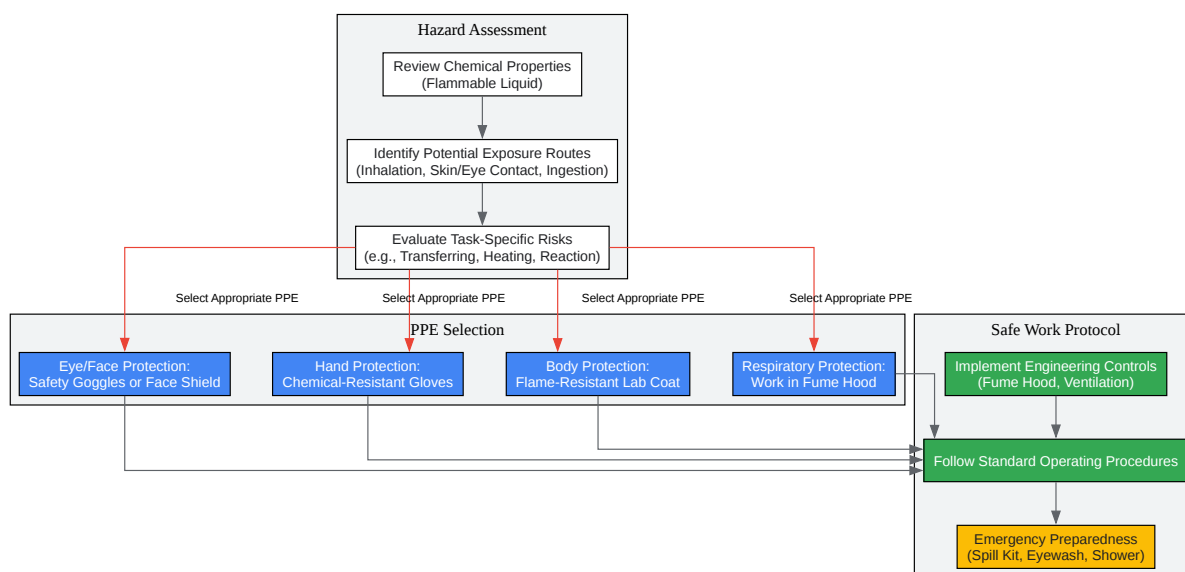 Hazard Assessment
Review Chemical Properties
(Flammable Liquid)
Identify Potential Exposure Routes
(Inhalation, Skin/Eye Contact, Ingestion)
Evaluate Task-Specific Risks
(e.g., Transferring, Heating, Reaction)
Select Appropriate PPE
Select Appropriate PPE
Select Appropriate PPE
Select Appropriate PPE
PPE Selection
Eye/Face Protection:
Safety Goggles or Face Shield
Hand Protection:
Chemical-Resistant Gloves
Body Protection:
Flame-Resistant Lab Coat
Respiratory Protection:
Work in Fume Hood
Safe Work Protocol
Implement Engineering Controls
(Fume Hood, Ventilation)
Follow Standard Operating Procedures
Emergency Preparedness
(Spill Kit, Eyewash, Shower)